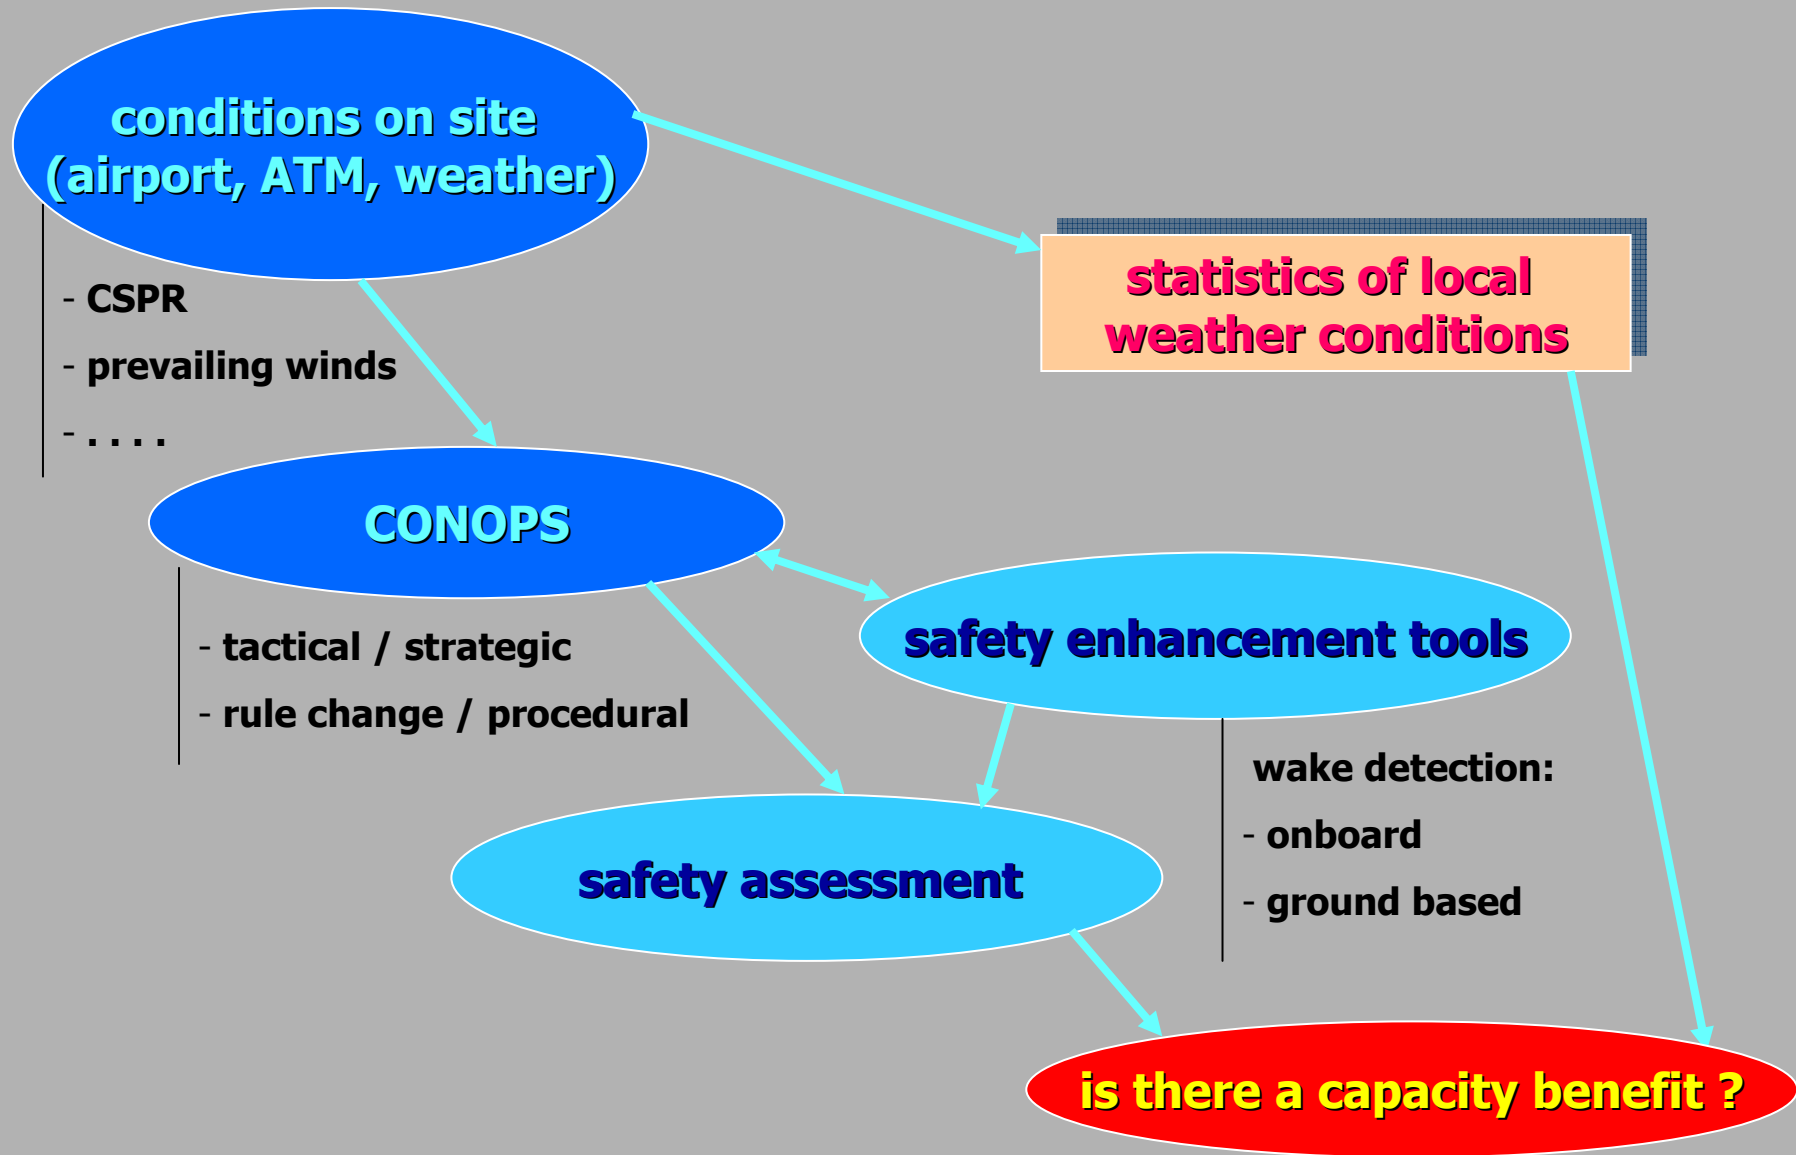 conditions on site
(airport, ATM, weather)
- CSPR
- prevailing winds
- . . . .
statistics of local
weather conditions
CONOPS
- tactical / strategic
- rule change / procedural
safety enhancement tools
wake detection:
- onboard
- ground based
safety assessment
is there a capacity benefit ?